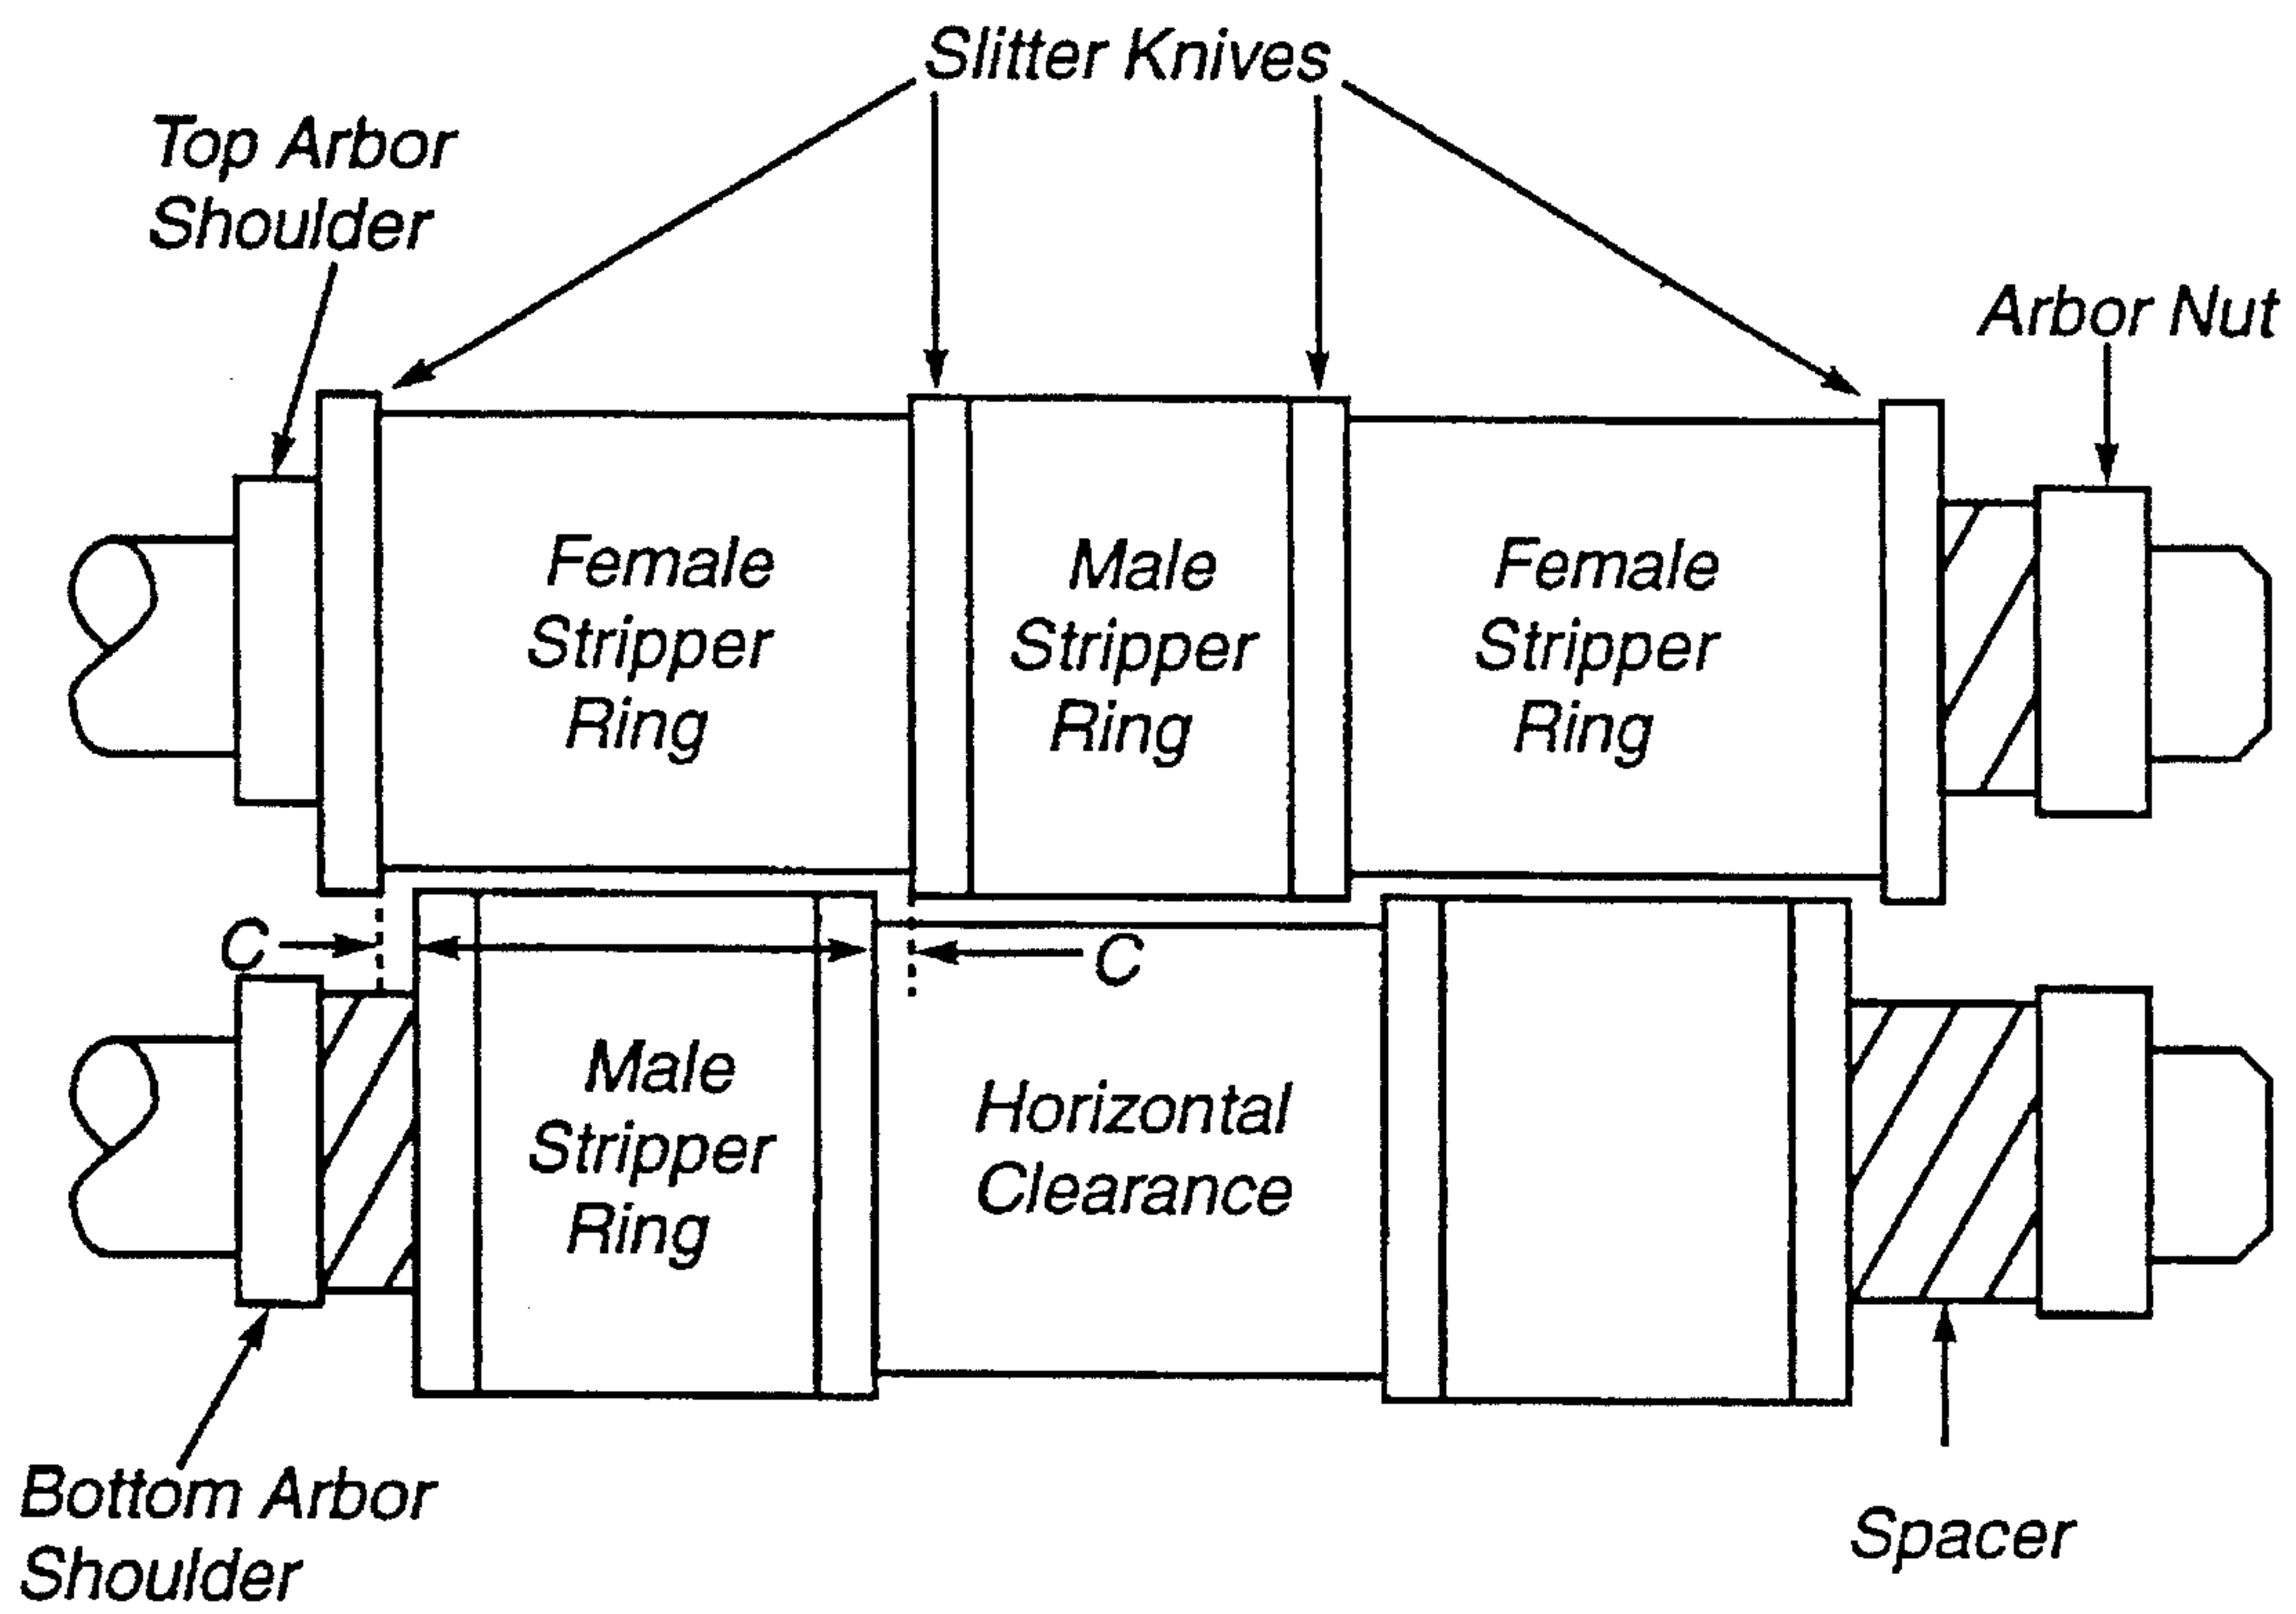 Slitter Knives
Top Arbor
Shoulder
Arbor Nut
Female
Stripper
Ring
Male
Stripper
Ring
Female
Stripper
Ring
C
C
Male
Stripper
Ring
Horizontal
Clearance
Bottom Arbor
Shoulder
Spacer